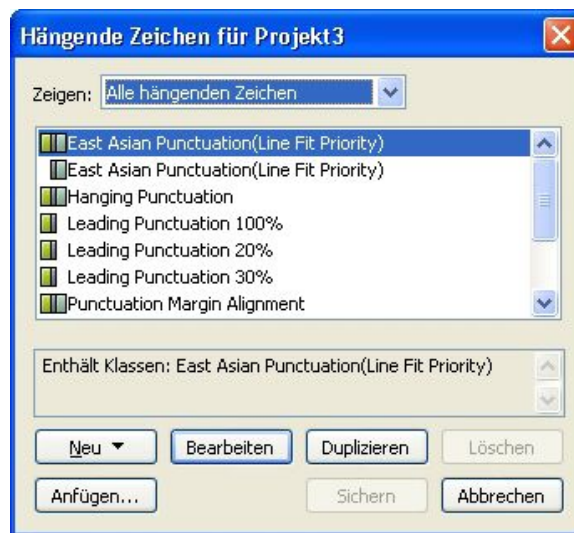 Hängende Zeichen für Projekt3
Zeigen: Alle hängenden Zeichen
East Asian Punctuation(Line Fit Priority)
East Asian Punctuation(Line Fit Priority)
Hanging Punctuation
Leading Punctuation 100%
Leading Punctuation 20%
Leading Punctuation 30%
Punctuation Margin Alignment
Enthält Klassen: East Asian Punctuation(Line Fit Priority)
Neu Bearbeiten Duplizieren Löschen
Anfügen... Sichern Abbrechen